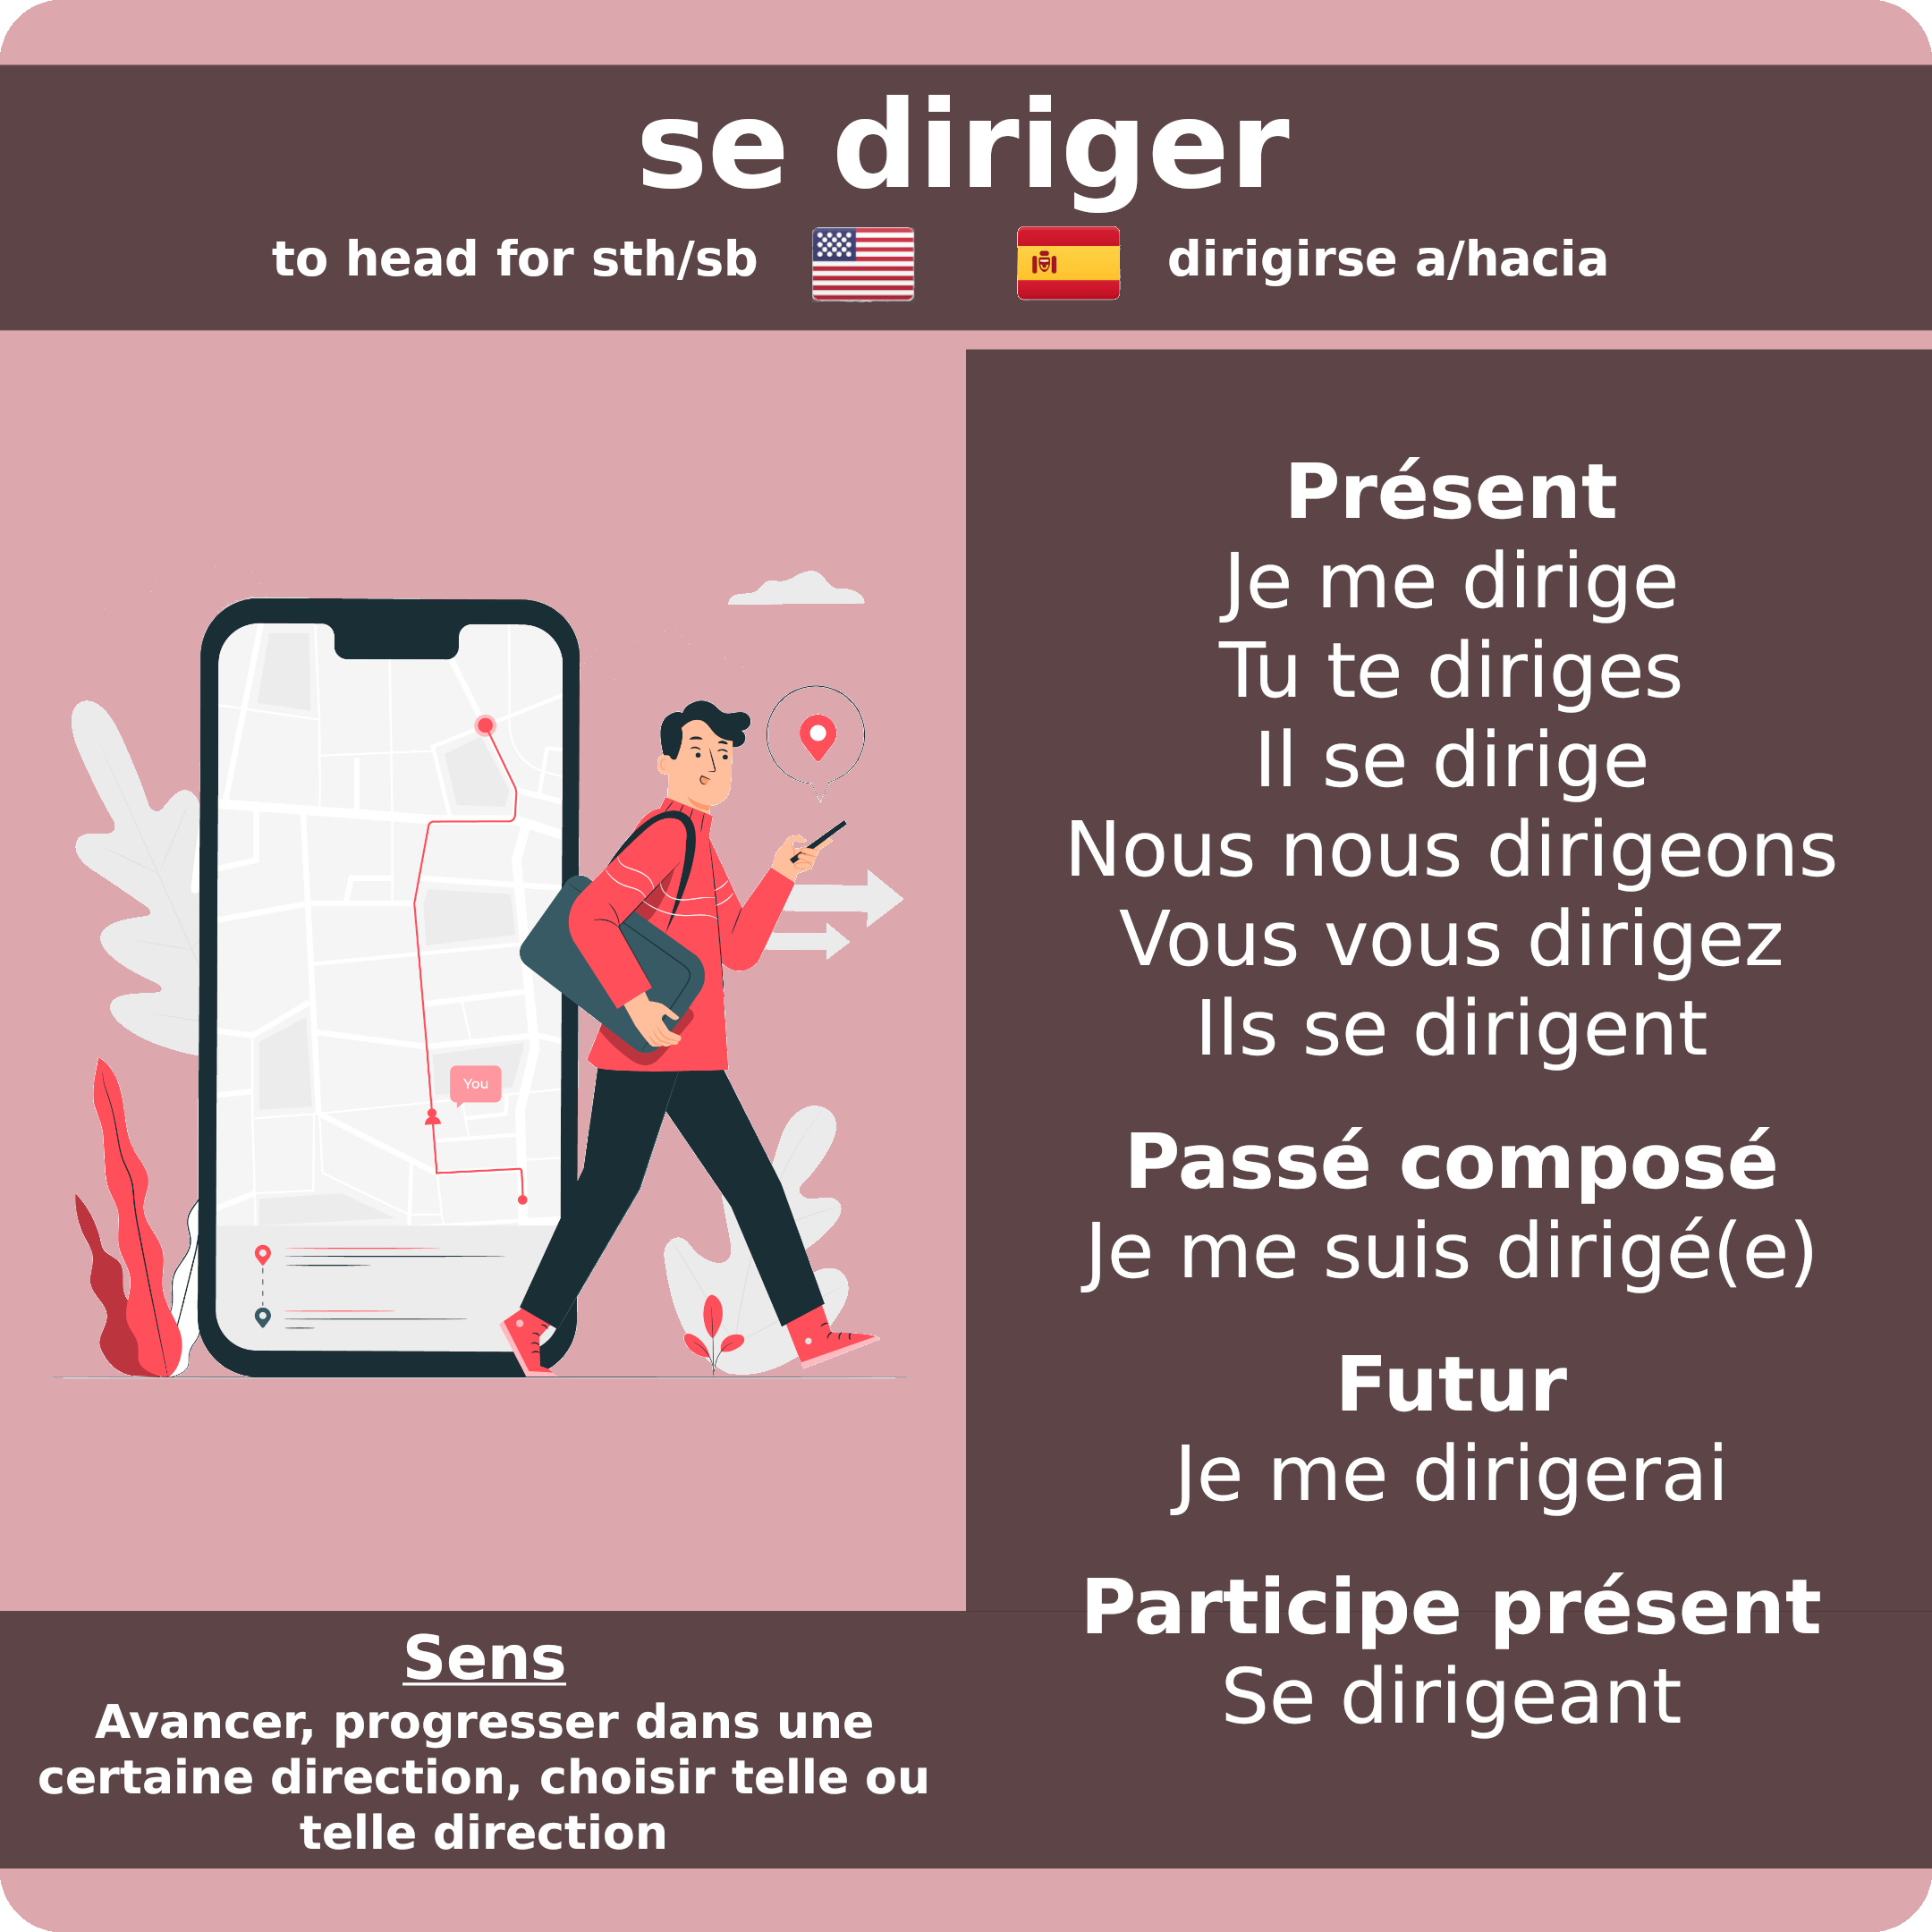 se diriger
to head for sth/sb
dirigirse a/hacia
Présent
Je me dirige
Tu te diriges
Il se dirige
Nous nous dirigeons
Vous vous dirigez
Ils se dirigent
Passé composé
Je me suis dirigé(e)
Futur
Je me dirigerai
Participe présent
Se dirigeant
You
Sens
Avancer, progresser dans une
certaine direction, choisir telle ou
telle direction